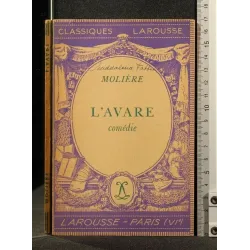 CLASSIQUES LAROUSSE
MOLIÈRE
L'AVARE
comédie
LAROUSSE - PARIS VI